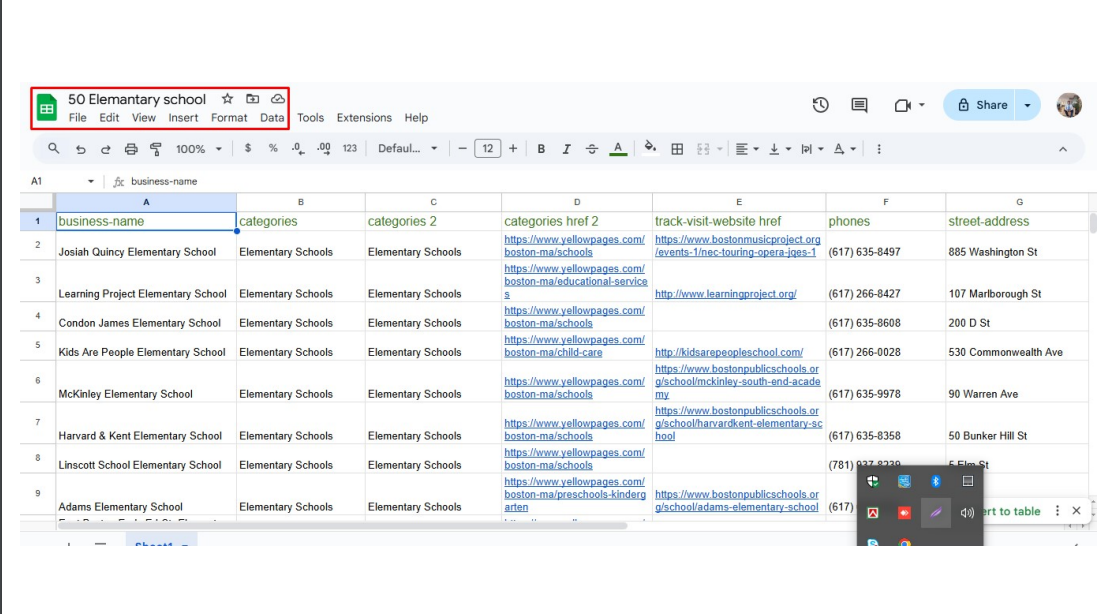 50 Elemantary school
File Edit View Insert Format Data Tools Extensions Help
Share
100% $ % .0 .00 123 Defaul... − 12 + B I A
A1 fx business-name
A B C D E F G
1 business-name categories categories 2 categories href 2 track-visit-website href phones street-address
2 Josiah Quincy Elementary School Elementary Schools Elementary Schools https://www.yellowpages.com/boston-ma/schools https://www.bostonmusicproject.org/events-1/nec-touring-opera-jqes-1 (617) 635-8497 885 Washington St
3 Learning Project Elementary School Elementary Schools Elementary Schools https://www.yellowpages.com/boston-ma/educational-services http://www.learningproject.org/ (617) 266-8427 107 Marlborough St
4 Condon James Elementary School Elementary Schools Elementary Schools https://www.yellowpages.com/boston-ma/schools (617) 635-8608 200 D St
5 Kids Are People Elementary School Elementary Schools Elementary Schools https://www.yellowpages.com/boston-ma/child-care http://kidsarepeopleschool.com/ (617) 266-0028 530 Commonwealth Ave
6 McKinley Elementary School Elementary Schools Elementary Schools https://www.yellowpages.com/boston-ma/schools https://www.bostonpublicschools.org/school/mckinley-south-end-academy (617) 635-9978 90 Warren Ave
7 Harvard & Kent Elementary School Elementary Schools Elementary Schools https://www.yellowpages.com/boston-ma/schools https://www.bostonpublicschools.org/school/harvardkent-elementary-school (617) 635-8358 50 Bunker Hill St
8 Linscott School Elementary School Elementary Schools Elementary Schools https://www.yellowpages.com/boston-ma/schools (781) 937-8239 5 Elm St
9 Adams Elementary School Elementary Schools Elementary Schools https://www.yellowpages.com/boston-ma/preschools-kindergarten https://www.bostonpublicschools.org/school/adams-elementary-school (617)
ert to table
Sheet1